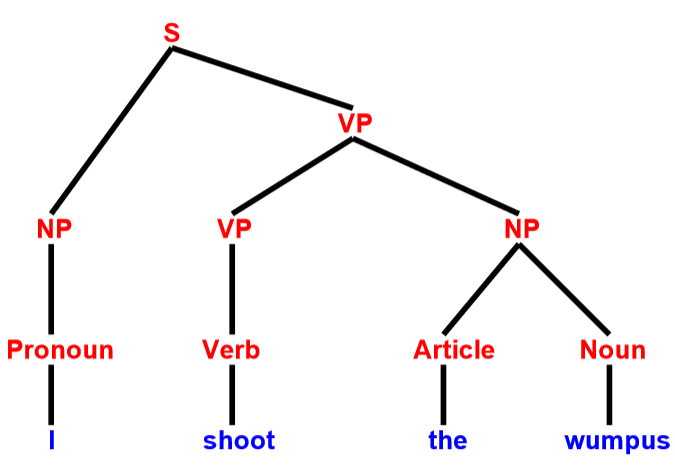 S
VP
NP VP NP
Pronoun Verb Article Noun
I shoot the wumpus